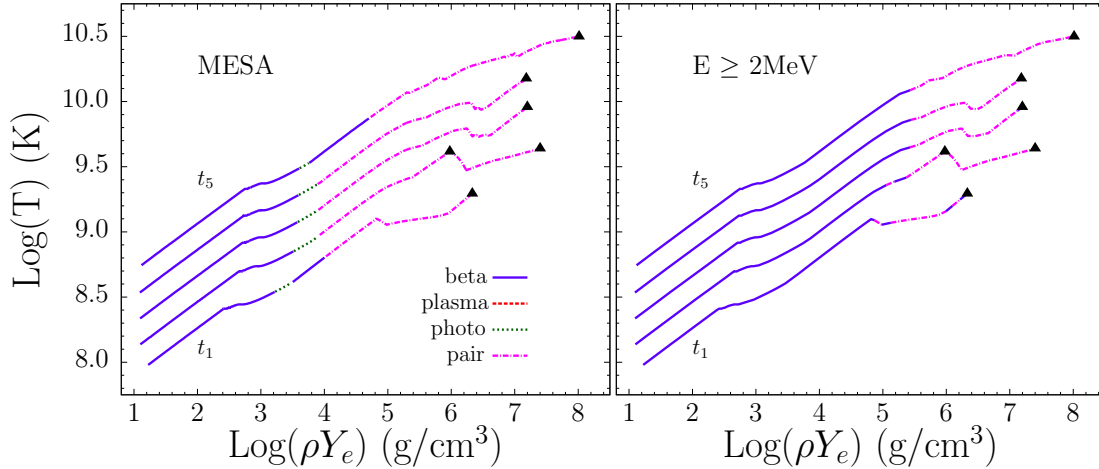 MESA
E ≥ 2MeV
10.5
10.0
9.5
9.0
8.5
8.0
Log(T) (K)
t₅
t₁
t₅
t₁
beta
plasma
photo
pair
1 2 3 4 5 6 7 8
1 2 3 4 5 6 7 8
Log(ρYₑ) (g/cm³)
Log(ρYₑ) (g/cm³)